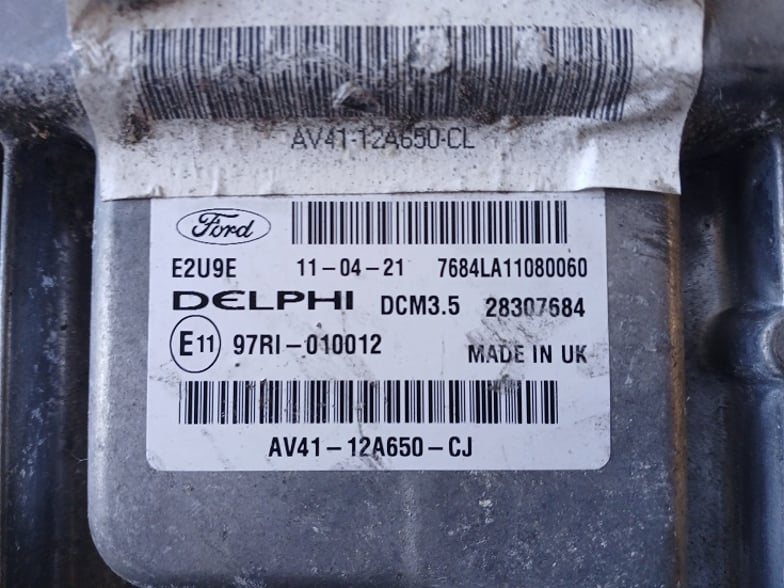 AV41-12A650-CL
Ford
E2U9E 11-04-21 7684LA11080060
DELPHI DCM3.5 28307684
E11 97RI-010012
MADE IN UK
AV41-12A650-CJ